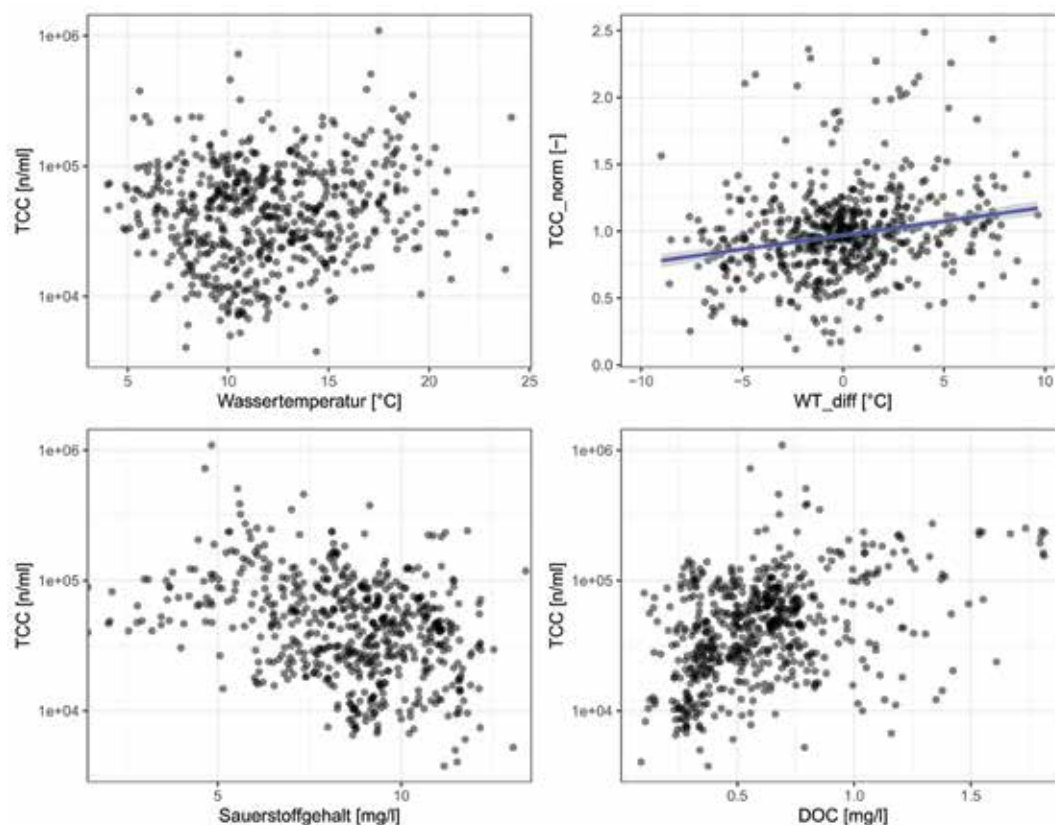 1e+06
1e+05
1e+04
TCC [n/ml]
5
10
15
20
25
Wassertemperatur [°C]
2.5
2.0
1.5
1.0
0.5
0.0
TCC_norm [−]
−10
−5
0
5
10
WT_diff [°C]
1e+06
1e+05
1e+04
TCC [n/ml]
5
10
Sauerstoffgehalt [mg/l]
1e+06
1e+05
1e+04
TCC [n/ml]
0.5
1.0
1.5
DOC [mg/l]